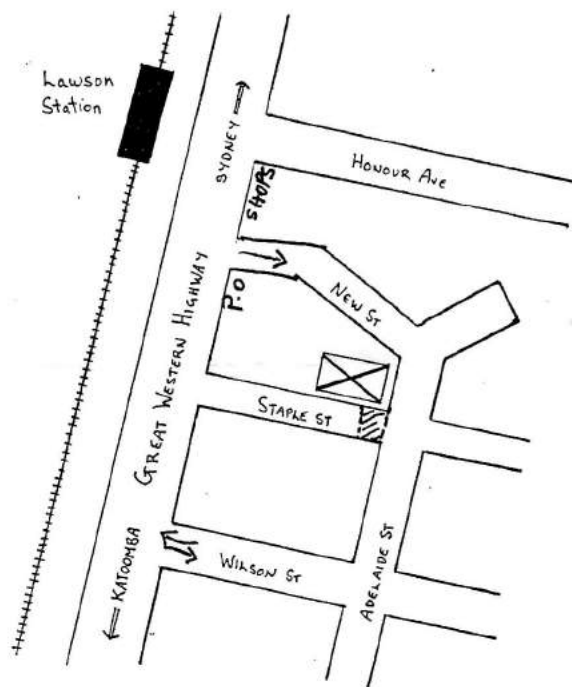 Lawson
Station
SYDNEY
HONOUR AVE
SHOPS
NEW ST
P.O
GREAT WESTERN HIGHWAY
STAPLE ST
KATOOMBA
WILSON ST
ADELAIDE ST